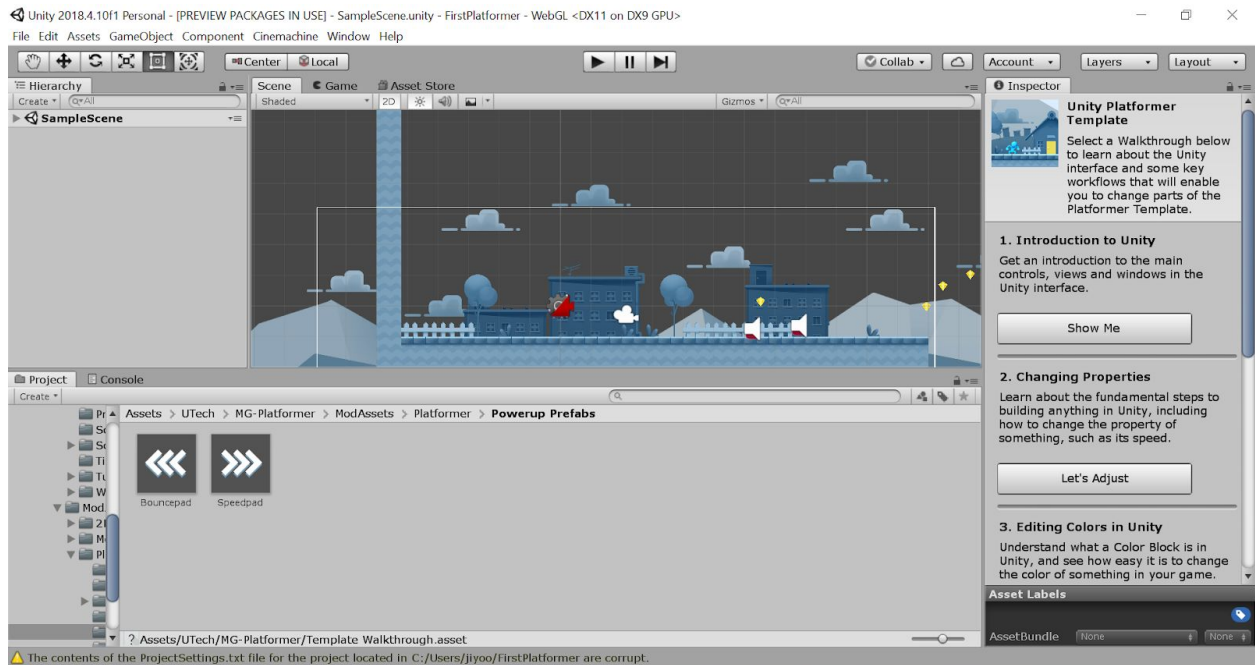 Unity 2018.4.10f1 Personal - [PREVIEW PACKAGES IN USE] - SampleScene.unity - FirstPlatformer - WebGL <DX11 on DX9 GPU>
File Edit Assets GameObject Component Cinemachine Window Help
Center Local Collab Account Layers Layout
Hierarchy
Create All
SampleScene
Scene Game Asset Store
Shaded 2D Gizmos All
Inspector
Unity Platformer
Template
Select a Walkthrough below
to learn about the Unity
interface and some key
workflows that will enable
you to change parts of the
Platformer Template.
1. Introduction to Unity
Get an introduction to the main
controls, views and windows in the
Unity interface.
Show Me
2. Changing Properties
Learn about the fundamental steps to
building anything in Unity, including
how to change the property of
something, such as its speed.
Let's Adjust
3. Editing Colors in Unity
Understand what a Color Block is in
Unity, and see how easy it is to change
the color of something in your game.
Asset Labels
AssetBundle None None
Project Console
Create
Assets > UTech > MG-Platformer > ModAssets > Platformer > Powerup Prefabs
Pr
Sc
Sc
Ti
Tu
W
Mod
2
M
Pl
Bouncepad Speedpad
? Assets/UTech/MG-Platformer/Template Walkthrough.asset
The contents of the ProjectSettings.txt file for the project located in C:/Users/jiyoo/FirstPlatformer are corrupt.